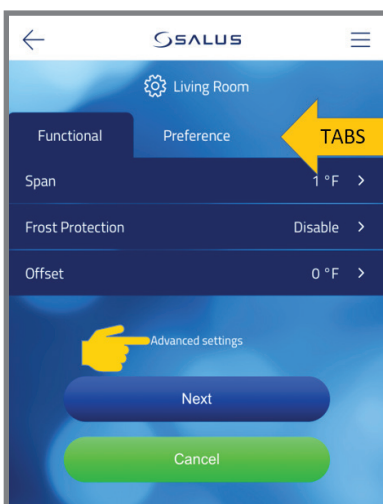 SALUS
Living Room
Functional Preference TABS
Span 1 °F >
Frost Protection Disable >
Offset 0 °F >
Advanced settings
Next
Cancel